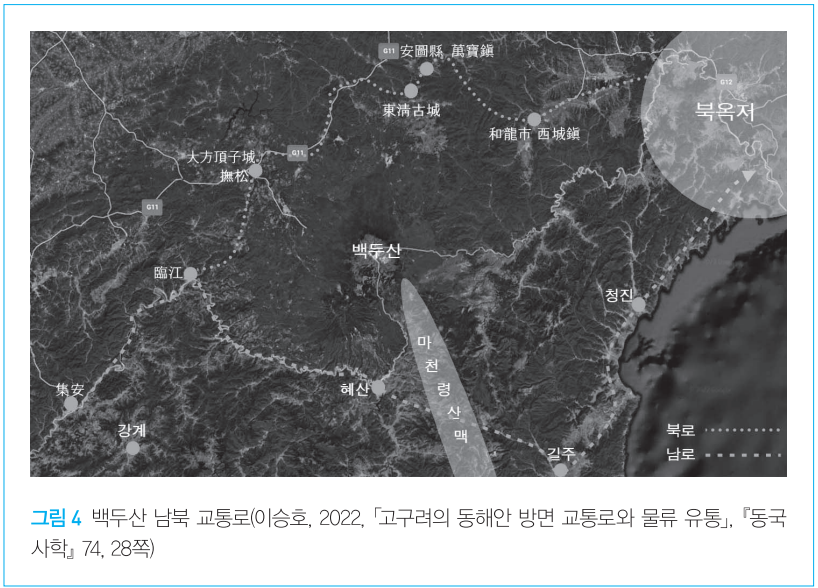 G11
安圖縣 萬寶鎭
G12
東淸古城
북옥저
和龍市 西城鎭
大方頂子城
G11
撫松
G11
백두산
臨江
청진
마천령산맥
혜산
集安
강계
북로
남로
길주
그림 4 백두산 남북 교통로(이승호, 2022, 「고구려의 동해안 방면 교통로와 물류 유통」, 『동국
사학』 74, 28쪽)